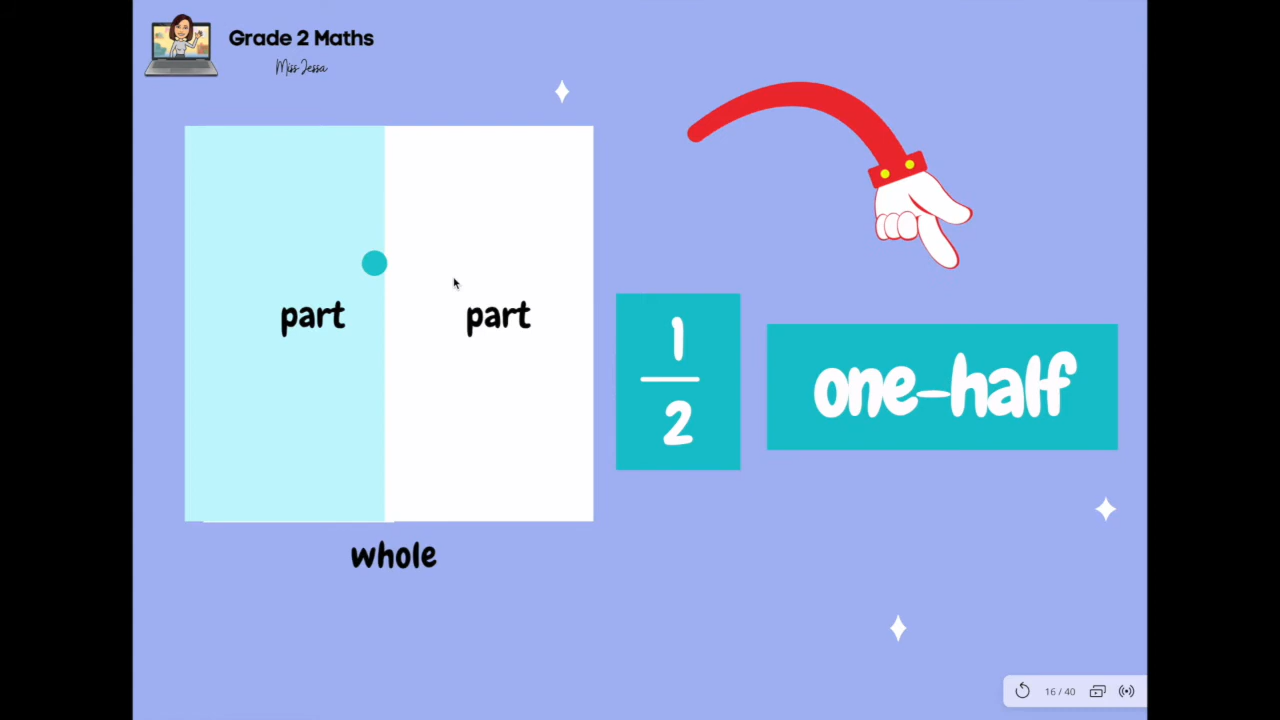 Grade 2 Maths
Miss Jessa
part part
1
2
one-half
whole
16 / 40